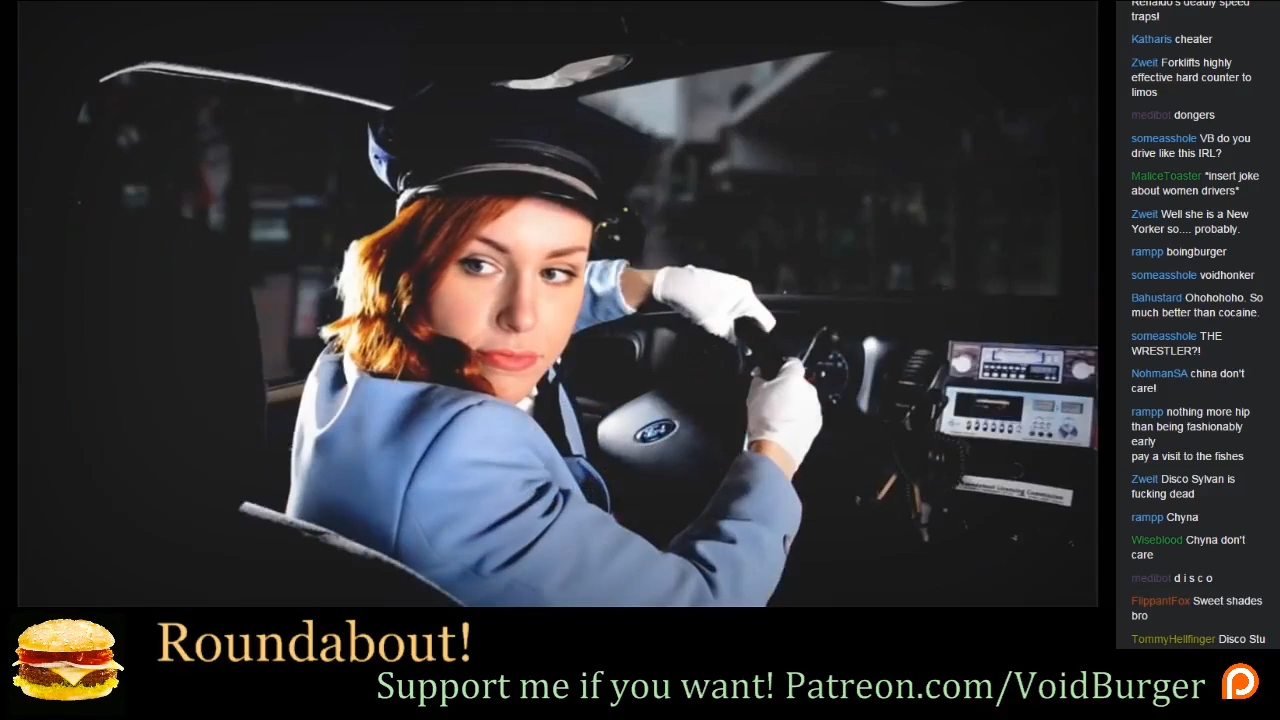 Renaldo's deadly speed
traps!
Katharis cheater
Zweit Forklifts highly
effective hard counter to
limos
medibot dongers
someasshole VB do you
drive like this IRL?
MaliceToaster *insert joke
about women drivers*
Zweit Well she is a New
Yorker so.... probably.
rampp boingburger
someasshole voidhonker
Bahustard Ohohohoho. So
much better than cocaine.
someasshole THE
WRESTLER?!
NohmanSA china don't
care!
rampp nothing more hip
than being fashionably
early
pay a visit to the fishes
Zweit Disco Sylvan is
fucking dead
rampp Chyna
Wiseblood Chyna don't
care
medibot d i s c o
FlippantFox Sweet shades
bro
TommyHellfinger Disco Stu
Ford
Licensing Commission
Roundabout!
Support me if you want! Patreon.com/VoidBurger